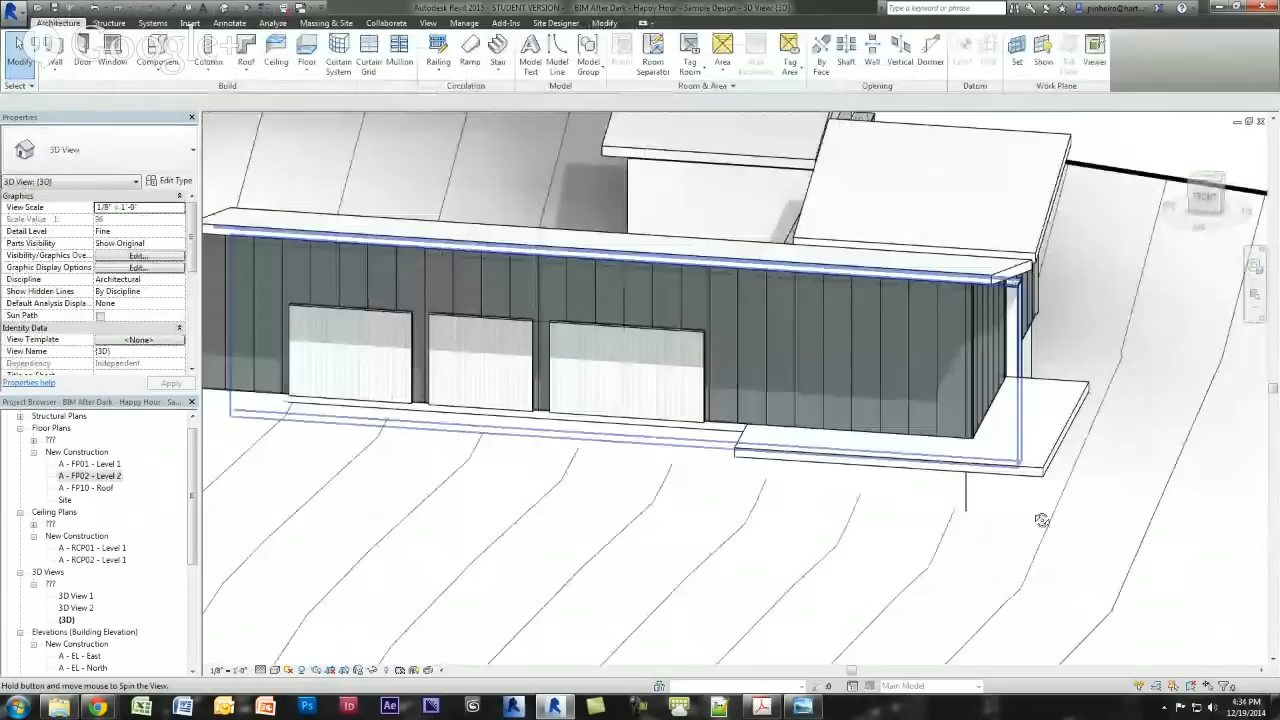 Autodesk Revit 2015 - STUDENT VERSION - BIM After Dark - Happy Hour - Sample Design - 3D View: {3D}
Type a keyword or phrase
pinheiro@hart...
Architecture Structure Systems Insert Annotate Analyze Massing & Site Collaborate View Manage Add-Ins Site Designer Modify
Google+
Modify Wall Door Window Component Column Roof Ceiling Floor Curtain System Curtain Grid Mullion Railing Ramp Stair Model Text Model Line Model Group Room Separator Tag Room Area Tag Area By Face Shaft Wall Vertical Dormer Set Show Viewer
Select Build Circulation Model Room & Area Opening Datum Work Plane
Properties
3D View
3D View: {3D} Edit Type
Graphics
View Scale 1/8" = 1'-0"
Scale Value 1: 96
Detail Level Fine
Parts Visibility Show Original
Visibility/Graphics Ove... Edit...
Graphic Display Options Edit...
Discipline Architectural
Show Hidden Lines By Discipline
Default Analysis Displa... None
Sun Path
Identity Data
View Template <None>
View Name {3D}
Dependency Independent
Properties help Apply
Project Browser - BIM After Dark - Happy Hour - Sa...
Structural Plans
Floor Plans
???
New Construction
A - FP01 - Level 1
A - FP02 - Level 2
A - FP10 - Roof
Site
Ceiling Plans
???
New Construction
A - RCP01 - Level 1
A - RCP02 - Level 1
3D Views
???
3D View 1
3D View 2
{3D}
Elevations (Building Elevation)
New Construction
A - EL - East
A - EL - North
FRONT
1/8" = 1'-0"
Hold button and move mouse to Spin the View.
:0
Main Model
:0
4:34 PM
12/19/2014